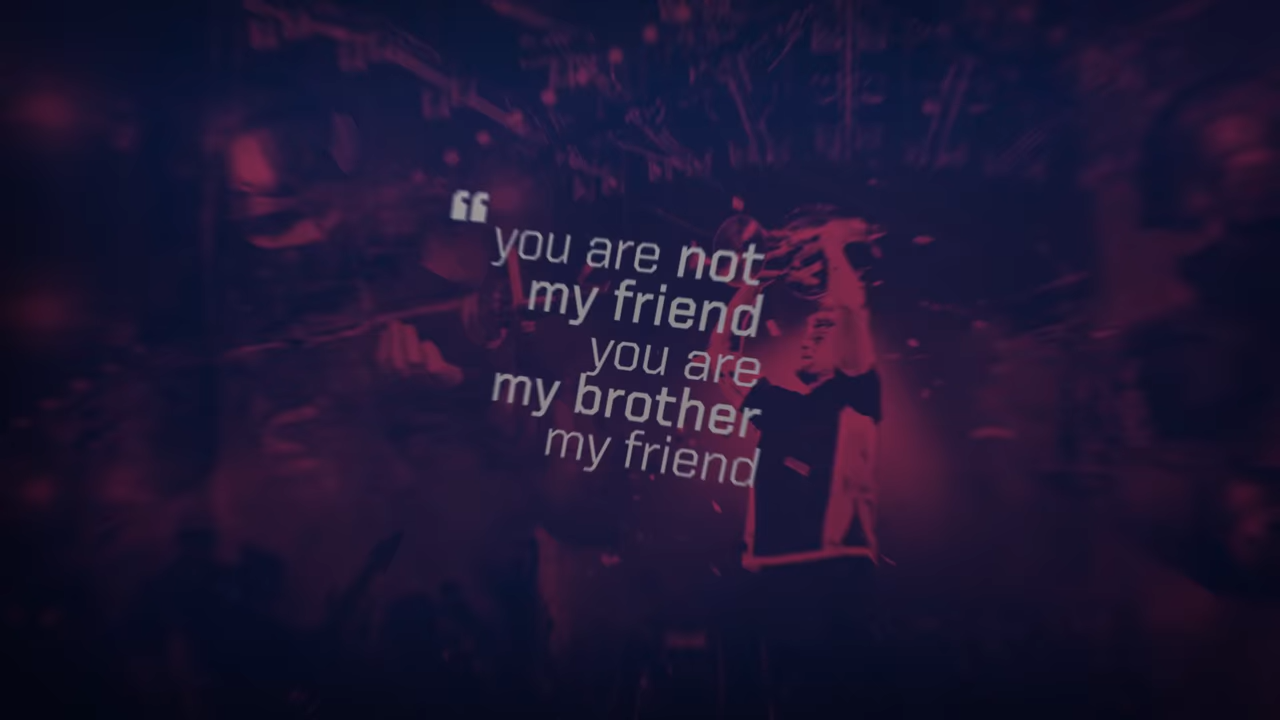 “
you are not
my friend
you are
my brother
my friend